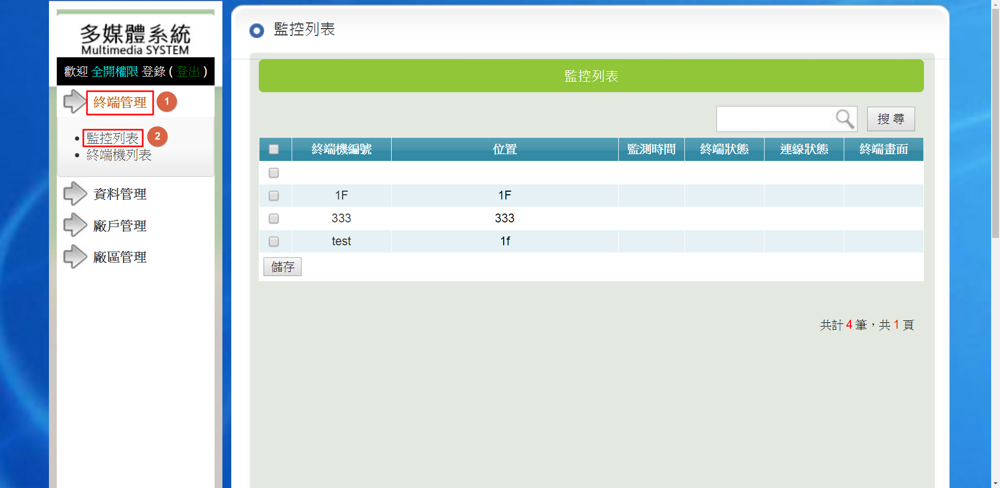 多媒體系統
Multimedia SYSTEM
歡迎 全開權限 登錄 ( 登出 )
終端管理 1
監控列表 2
終端機列表
資料管理
廠戶管理
廠區管理
監控列表
監控列表
搜 尋
終端機編號 位置 監測時間 終端狀態 連線狀態 終端畫面
1F 1F
333 333
test 1f
儲存
共計 4 筆，共 1 頁